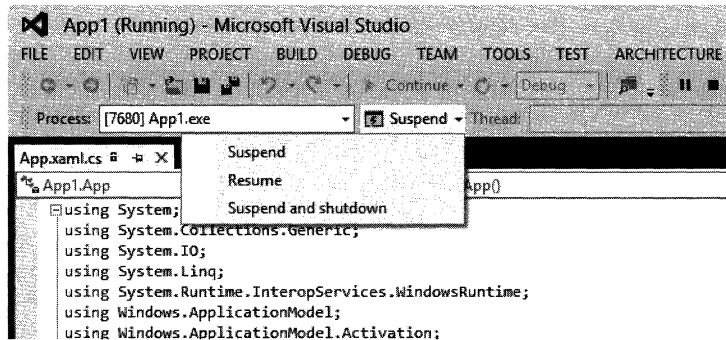 App1 (Running) - Microsoft Visual Studio
FILE EDIT VIEW PROJECT BUILD DEBUG TEAM TOOLS TEST ARCHITECTURE
Continue Debug
Process: [7680] App1.exe Suspend Thread:
Suspend
Resume
Suspend and shutdown
App.xaml.cs
App1.App App()
using System;
using System.Collections.Generic;
using System.IO;
using System.Linq;
using System.Runtime.InteropServices.WindowsRuntime;
using Windows.ApplicationModel;
using Windows.ApplicationModel.Activation;